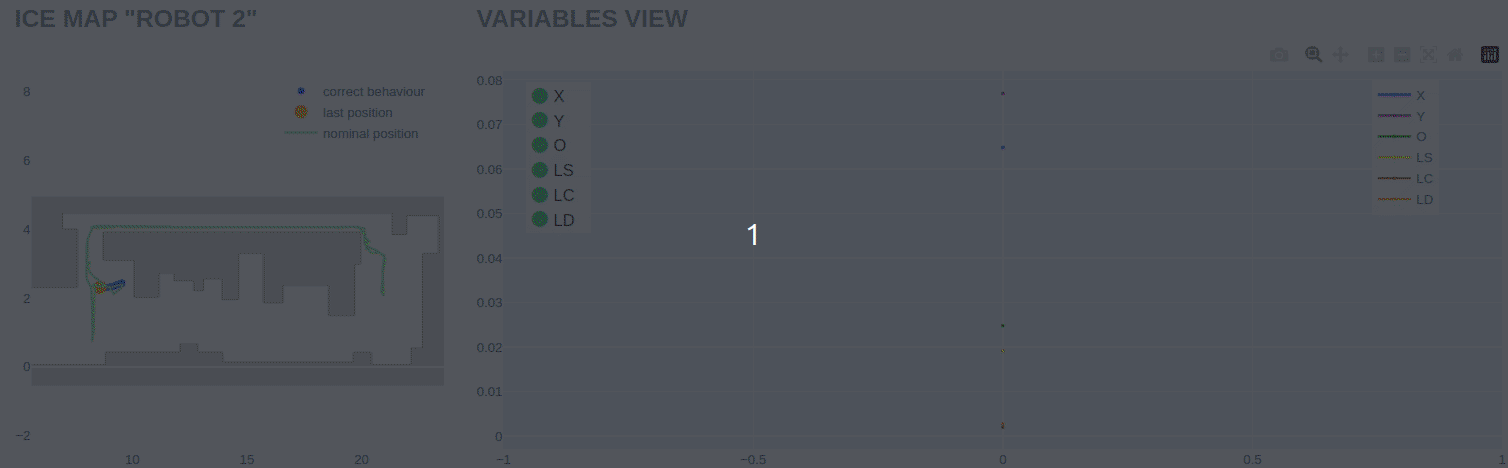 ICE MAP "ROBOT 2"
8
6
4
2
0
−2
10
15
20
correct behaviour
last position
nominal position
VARIABLES VIEW
0.08
0.07
0.06
0.05
0.04
0.03
0.02
0.01
0
−1
−0.5
0
0.5
1
X
Y
O
LS
LC
LD
1
X
Y
O
LS
LC
LD